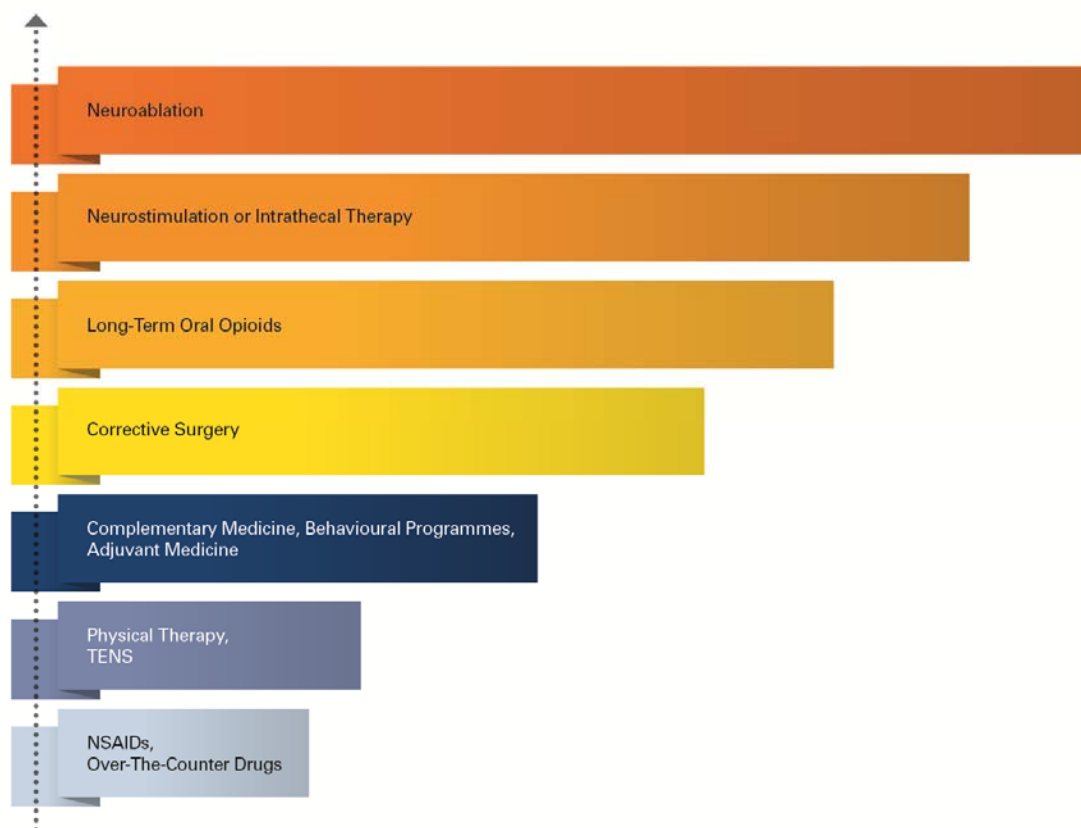 Neuroablation
Neurostimulation or Intrathecal Therapy
Long-Term Oral Opioids
Corrective Surgery
Complementary Medicine, Behavioural Programmes,
Adjuvant Medicine
Physical Therapy,
TENS
NSAIDs,
Over-The-Counter Drugs